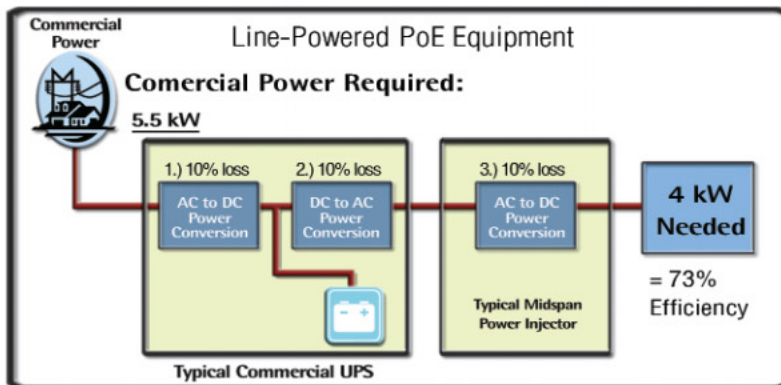 Commercial
Power
Line-Powered PoE Equipment
Comercial Power Required:
5.5 kW
1.) 10% loss
2.) 10% loss
3.) 10% loss
AC to DC
Power
Conversion
DC to AC
Power
Conversion
AC to DC
Power
Conversion
4 kW
Needed
= 73%
Efficiency
Typical Midspan
Power Injector
Typical Commercial UPS